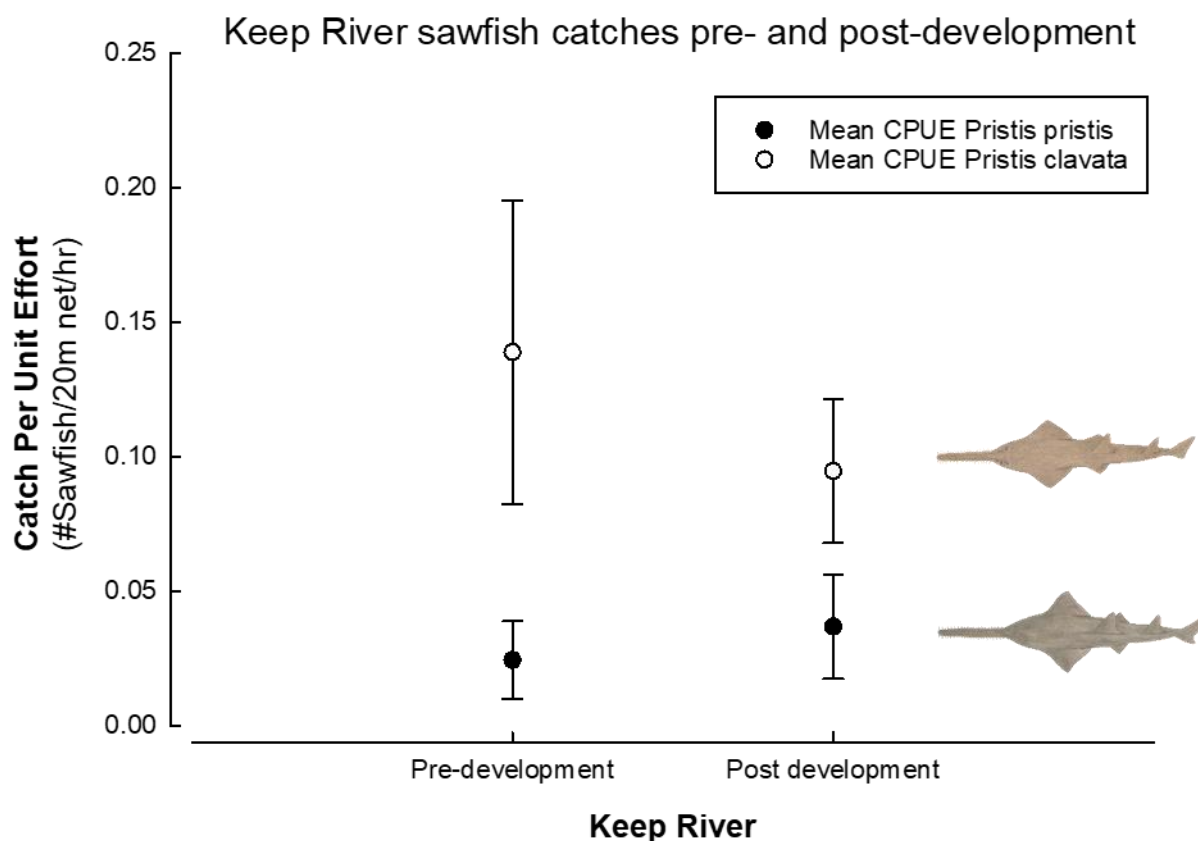 Keep River sawfish catches pre- and post-development
Mean CPUE Pristis pristis
Mean CPUE Pristis clavata
Catch Per Unit Effort
(#Sawfish/20m net/hr)
0.25
0.20
0.15
0.10
0.05
0.00
Pre-development
Post development
Keep River